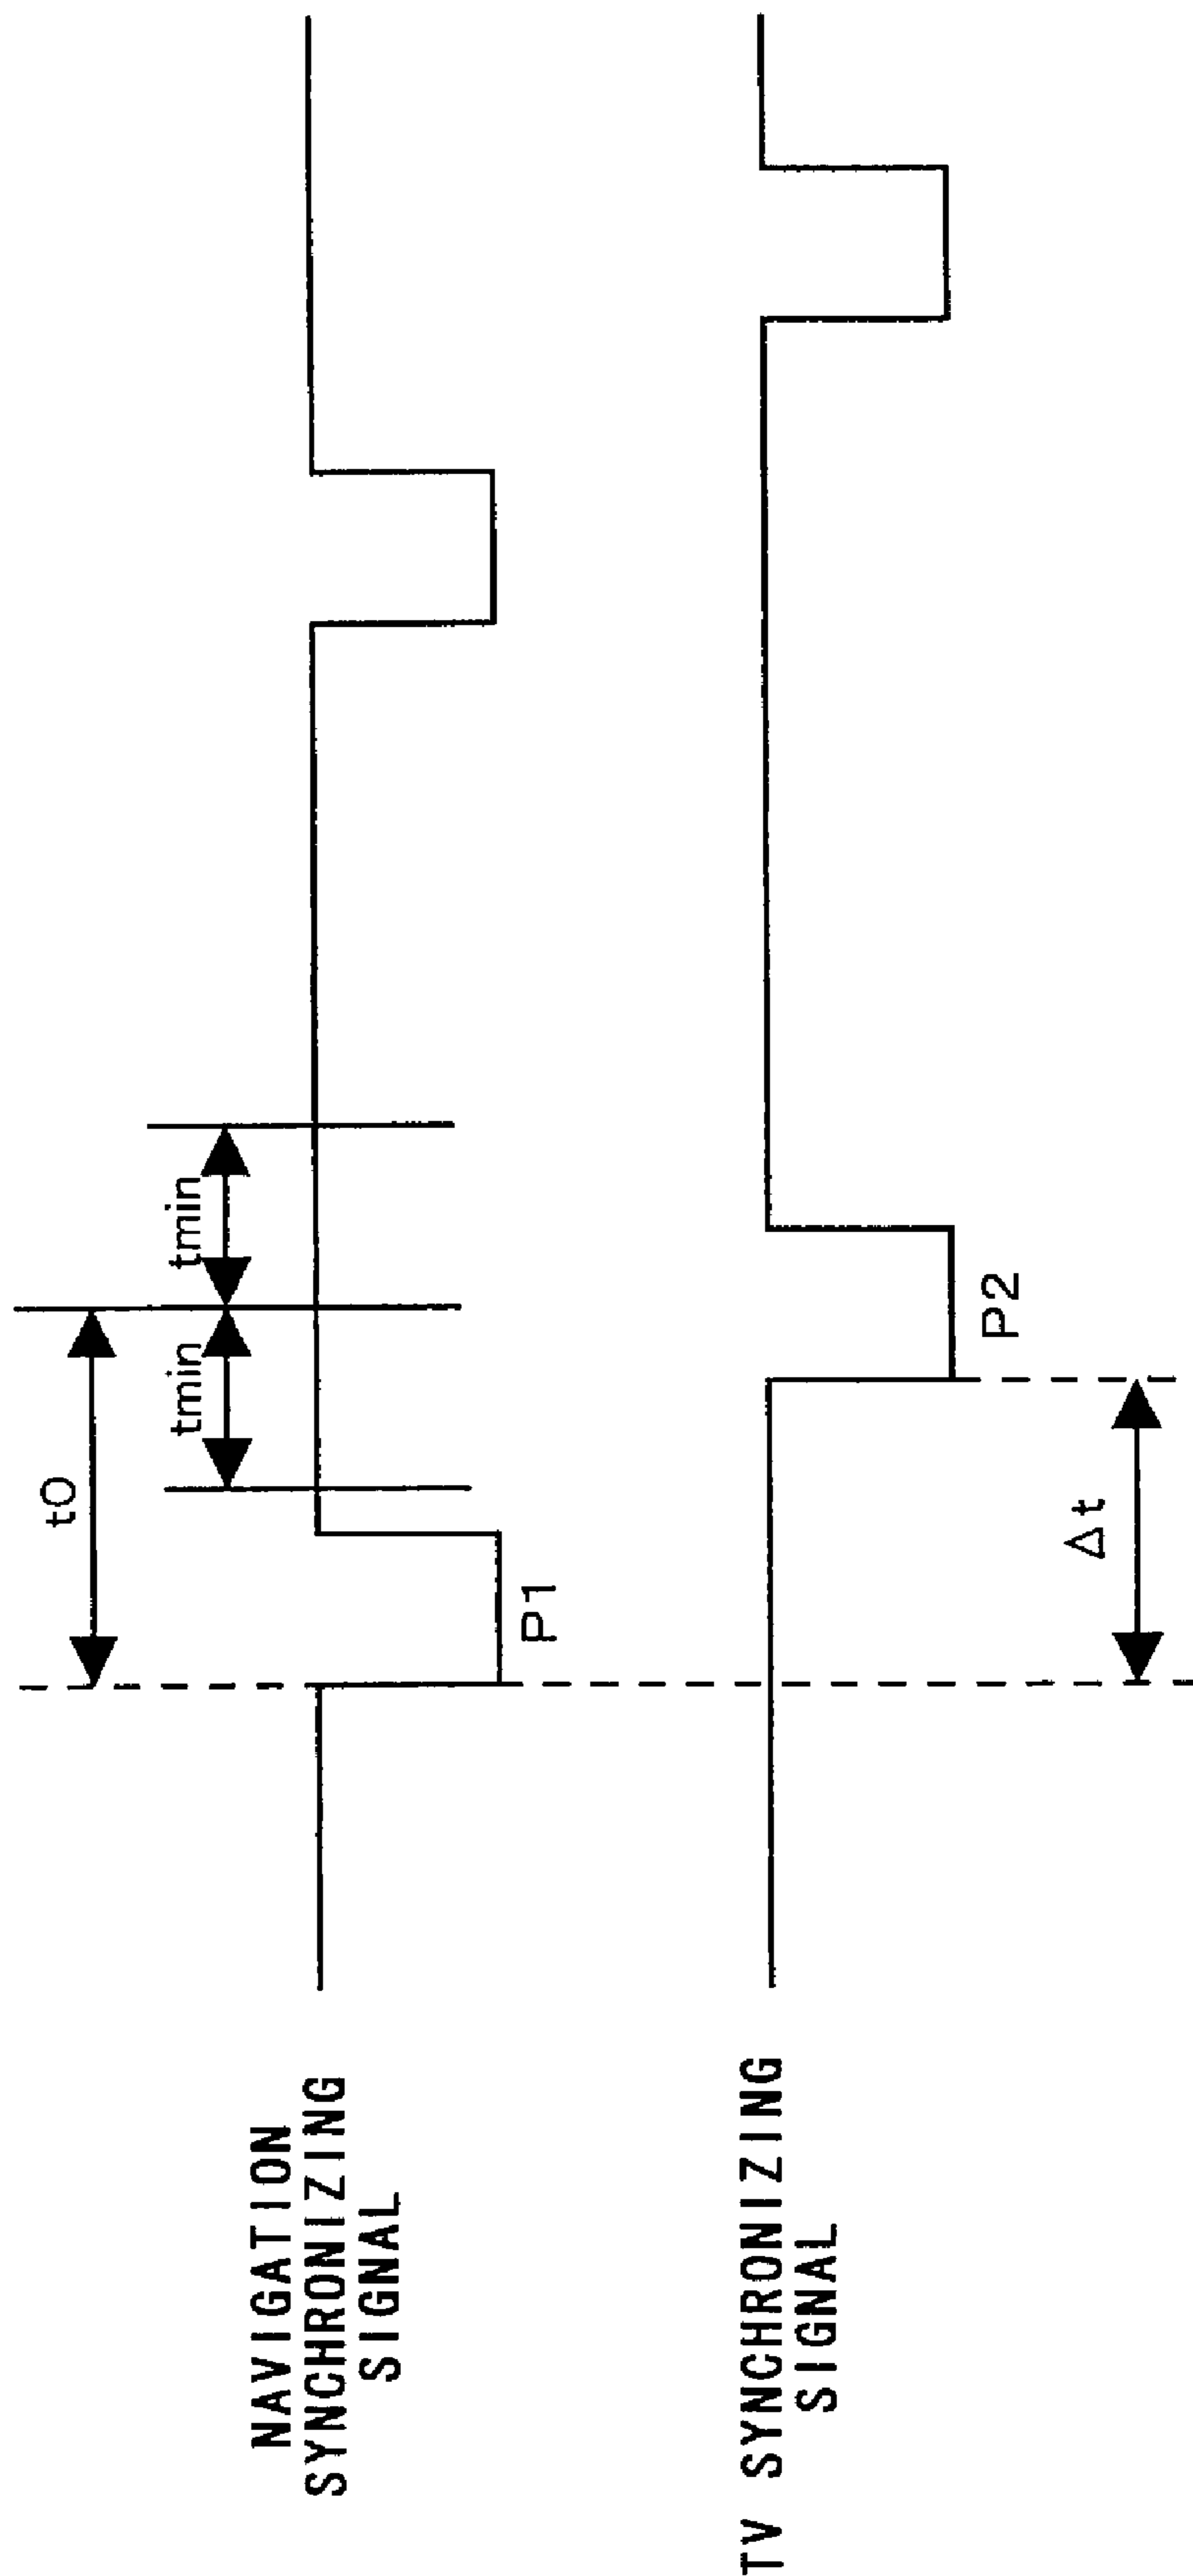 t0
tmin tmin
NAVIGATION
SYNCHRONIZING
SIGNAL
P1
TV SYNCHRONIZING
SIGNAL
P2
Δt